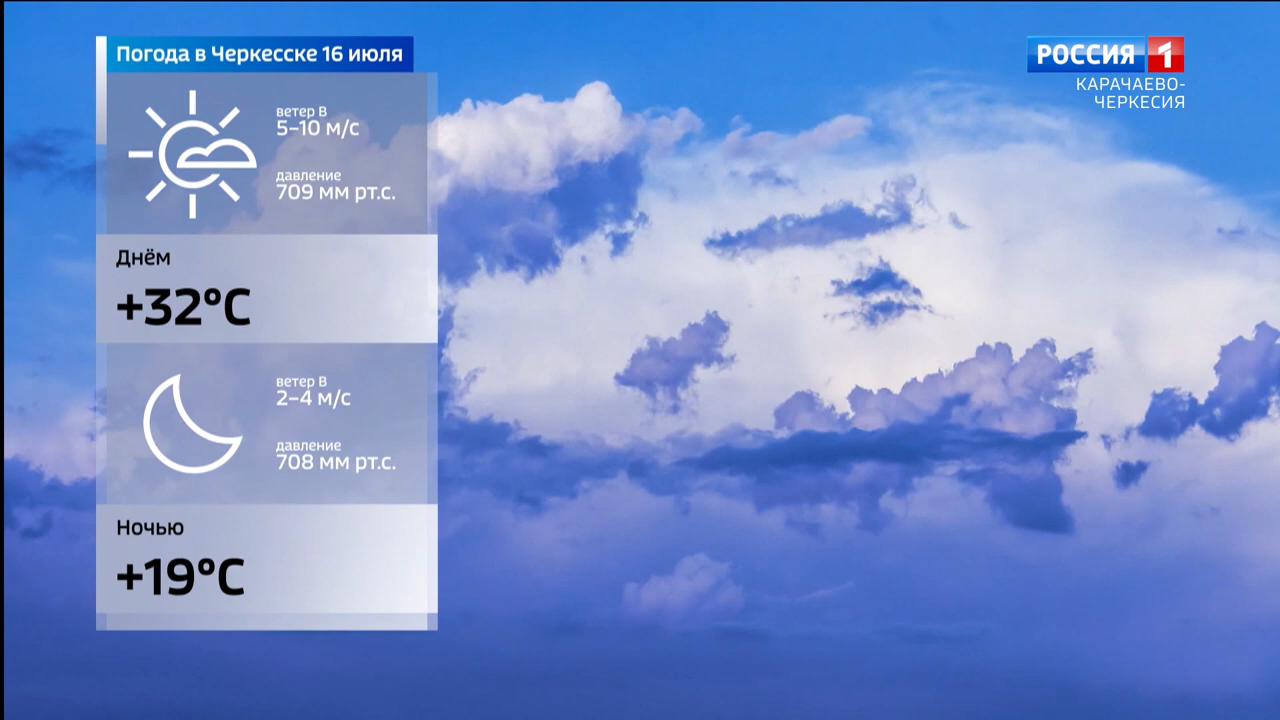 Погода в Черкесске 16 июля
РОССИЯ 1
КАРАЧАЕВО-
ЧЕРКЕСИЯ
ветер В
5–10 м/с
давление
709 мм рт.с.
Днём
+32°C
ветер В
2–4 м/с
давление
708 мм рт.с.
Ночью
+19°C